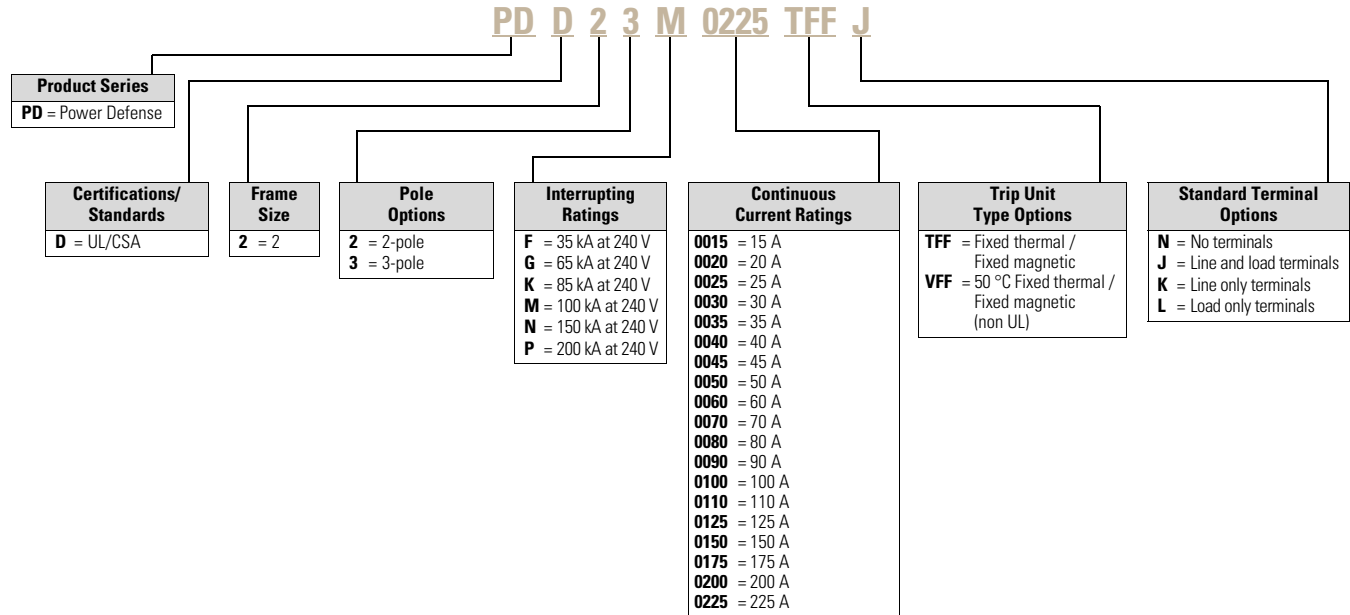 PD D 2 3 M 0225 TFF J
Product Series
PD = Power Defense
Certifications/
Standards
D = UL/CSA
Frame
Size
2 = 2
Pole
Options
2 = 2-pole
3 = 3-pole
Interrupting
Ratings
F = 35 kA at 240 V
G = 65 kA at 240 V
K = 85 kA at 240 V
M = 100 kA at 240 V
N = 150 kA at 240 V
P = 200 kA at 240 V
Continuous
Current Ratings
0015 = 15 A
0020 = 20 A
0025 = 25 A
0030 = 30 A
0035 = 35 A
0040 = 40 A
0045 = 45 A
0050 = 50 A
0060 = 60 A
0070 = 70 A
0080 = 80 A
0090 = 90 A
0100 = 100 A
0110 = 110 A
0125 = 125 A
0150 = 150 A
0175 = 175 A
0200 = 200 A
0225 = 225 A
Trip Unit
Type Options
TFF = Fixed thermal /
Fixed magnetic
VFF = 50 °C Fixed thermal /
Fixed magnetic
(non UL)
Standard Terminal
Options
N = No terminals
J = Line and load terminals
K = Line only terminals
L = Load only terminals